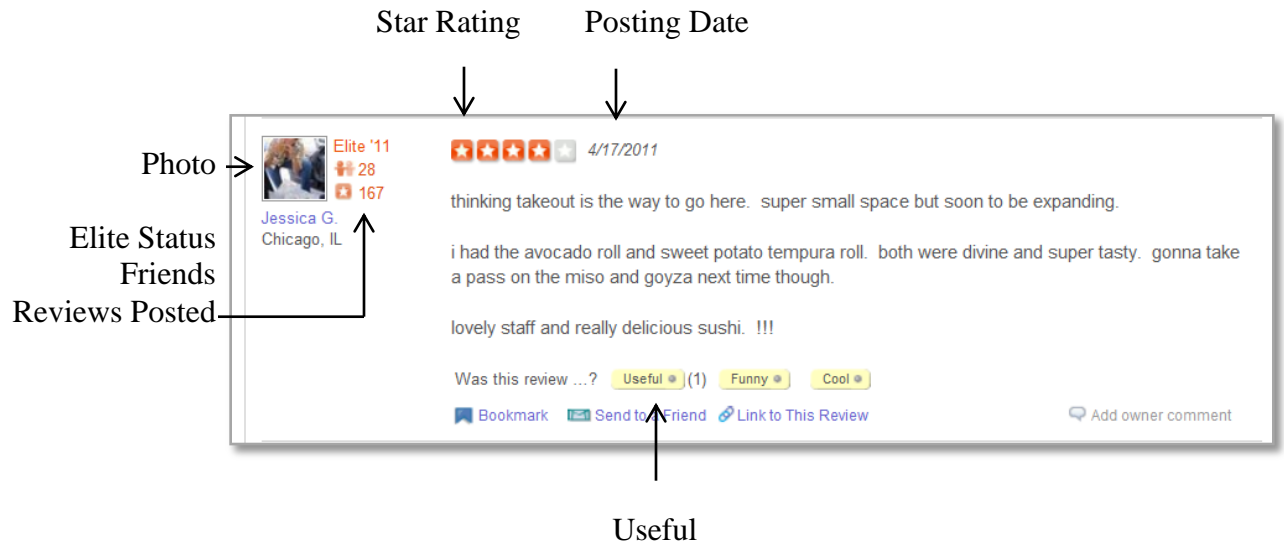 Star Rating Posting Date
Photo
Elite Status
Friends
Reviews Posted
Elite '11
28
167
Jessica G.
Chicago, IL
4/17/2011
thinking takeout is the way to go here. super small space but soon to be expanding.
i had the avocado roll and sweet potato tempura roll. both were divine and super tasty. gonna take
a pass on the miso and goyza next time though.
lovely staff and really delicious sushi. !!!
Was this review ...? Useful (1) Funny Cool
Bookmark Send to a Friend Link to This Review Add owner comment
Useful